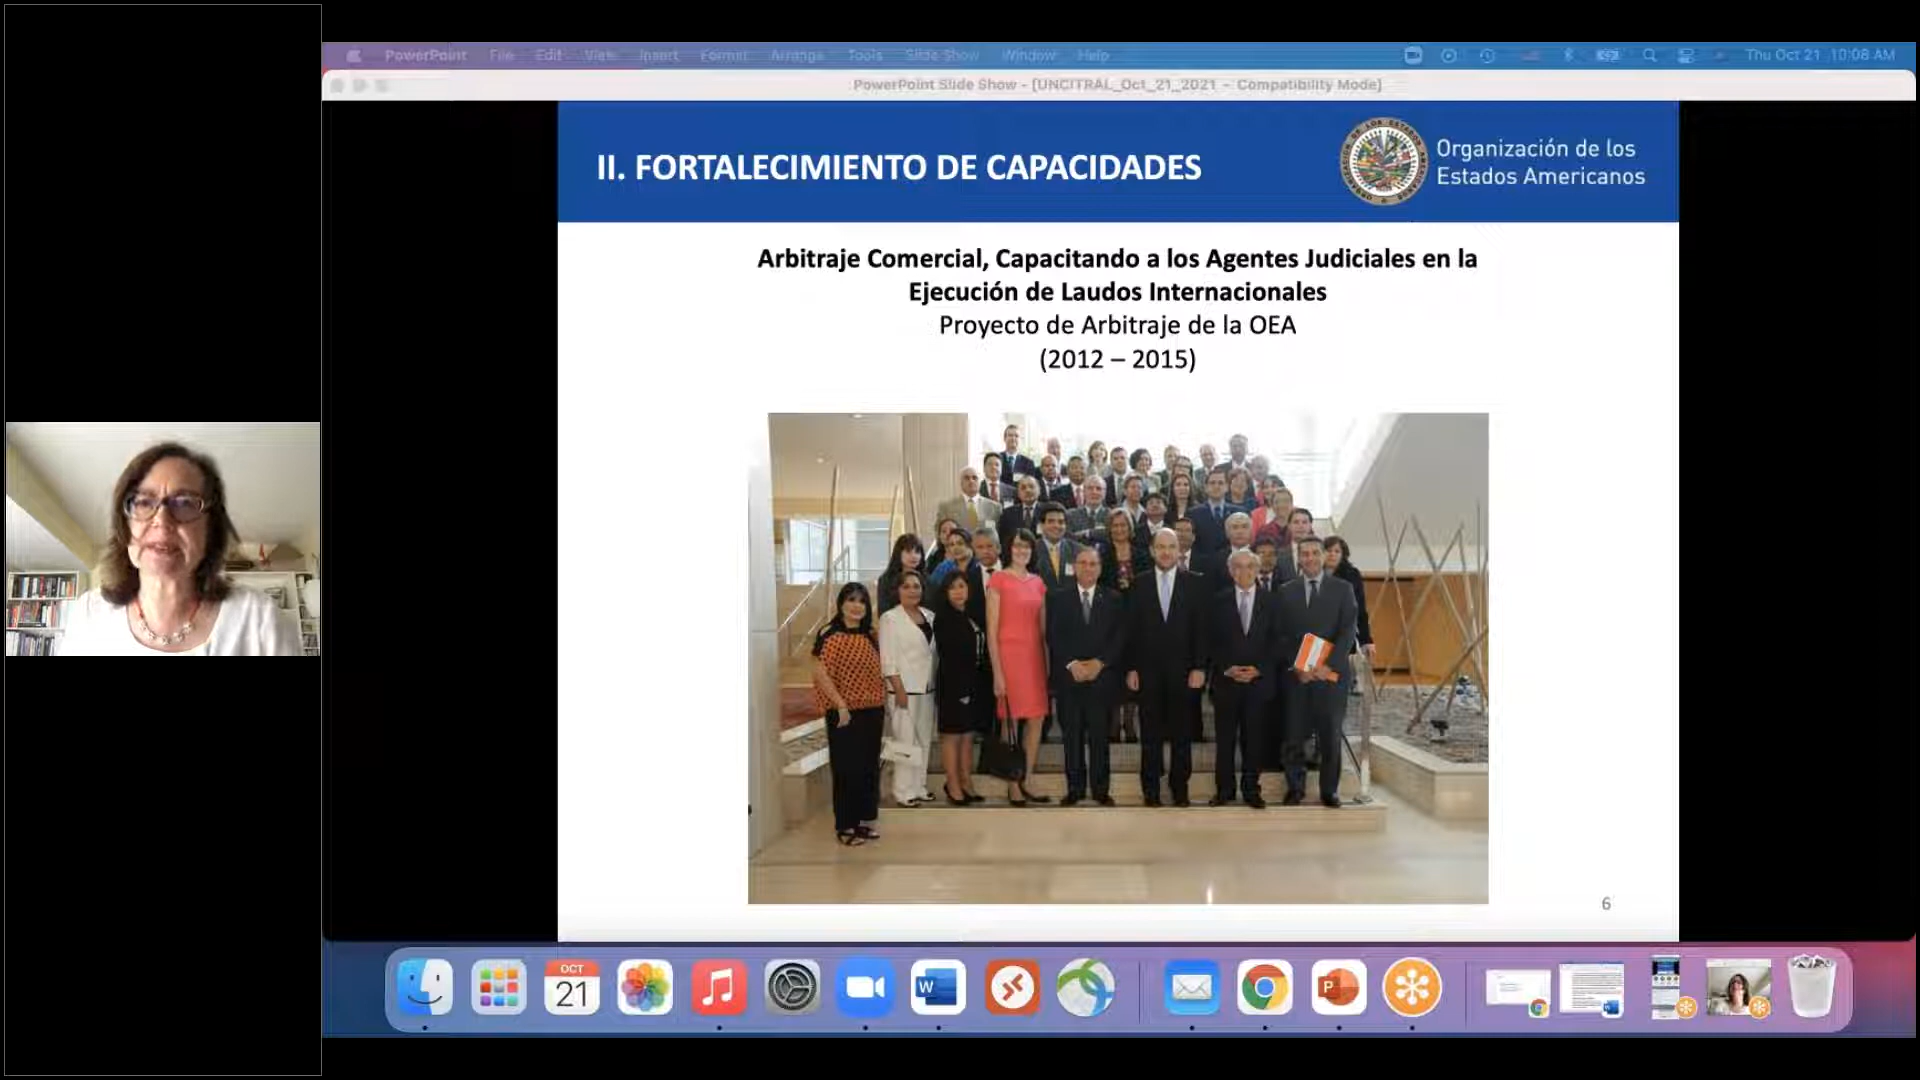 PowerPoint File Edit View Insert Format Arrange Tools Slide Show Window Help Thu Oct 21 10:08 AM
PowerPoint Slide Show - [UNCITRAL_Oct_21_2021 - Compatibility Mode]
II. FORTALECIMIENTO DE CAPACIDADES
Organización de los
Estados Americanos
Arbitraje Comercial, Capacitando a los Agentes Judiciales en la
Ejecución de Laudos Internacionales
Proyecto de Arbitraje de la OEA
(2012 – 2015)
6
OCT
21
W
P